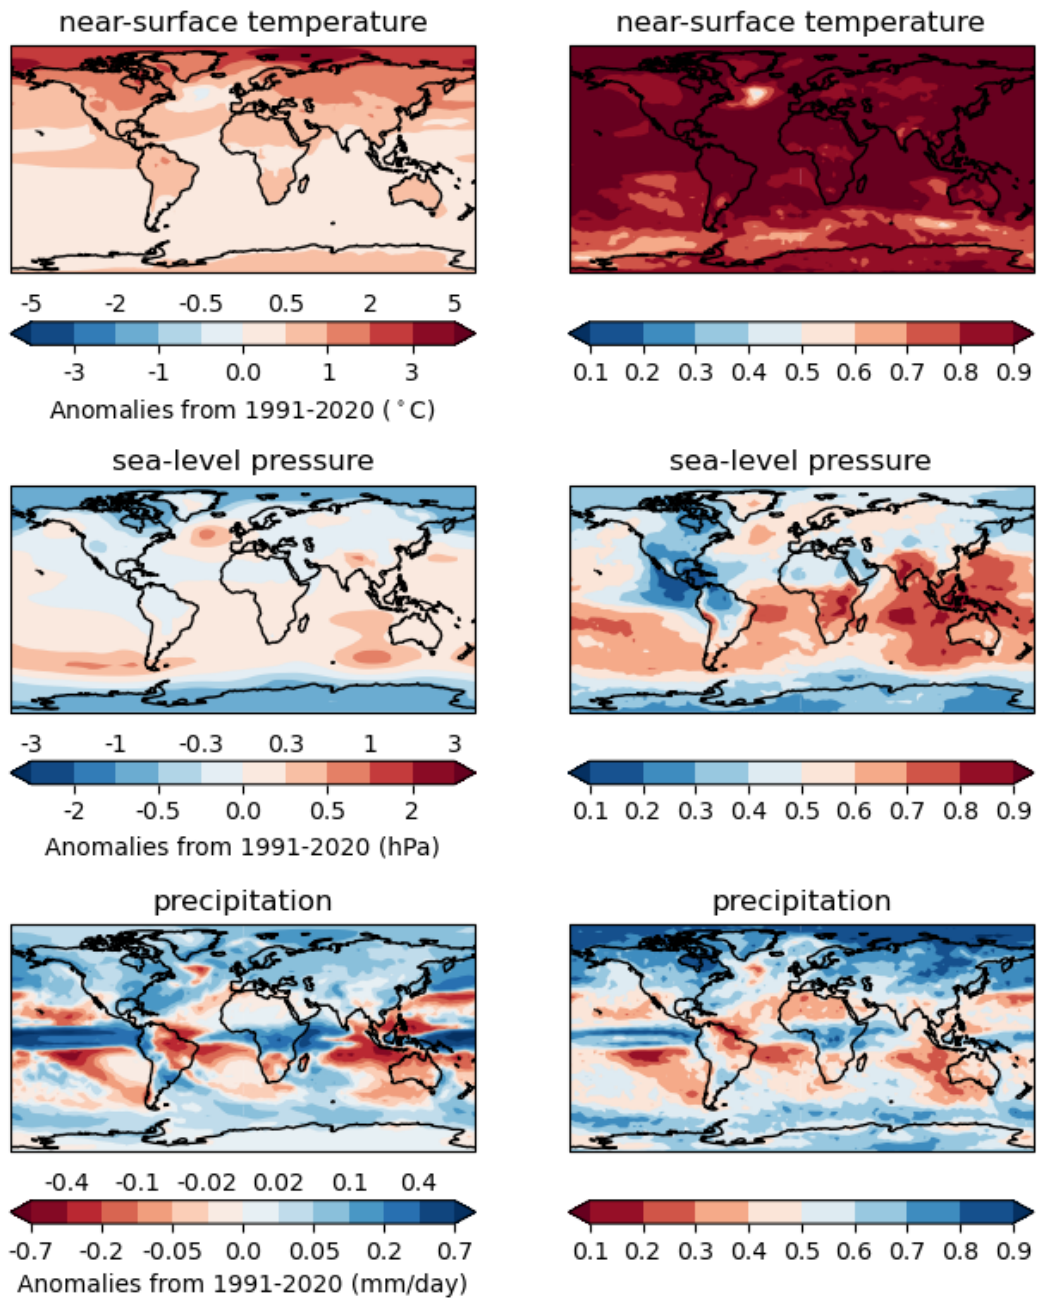 near-surface temperature near-surface temperature
-5 -2 -0.5 0.5 2 5
-3 -1 0.0 1 3 0.1 0.2 0.3 0.4 0.5 0.6 0.7 0.8 0.9
Anomalies from 1991-2020 (°C)
sea-level pressure sea-level pressure
-3 -1 -0.3 0.3 1 3
-2 -0.5 0.0 0.5 2 0.1 0.2 0.3 0.4 0.5 0.6 0.7 0.8 0.9
Anomalies from 1991-2020 (hPa)
precipitation precipitation
-0.4 -0.1 -0.02 0.02 0.1 0.4
-0.7 -0.2 -0.05 0.0 0.05 0.2 0.7 0.1 0.2 0.3 0.4 0.5 0.6 0.7 0.8 0.9
Anomalies from 1991-2020 (mm/day)